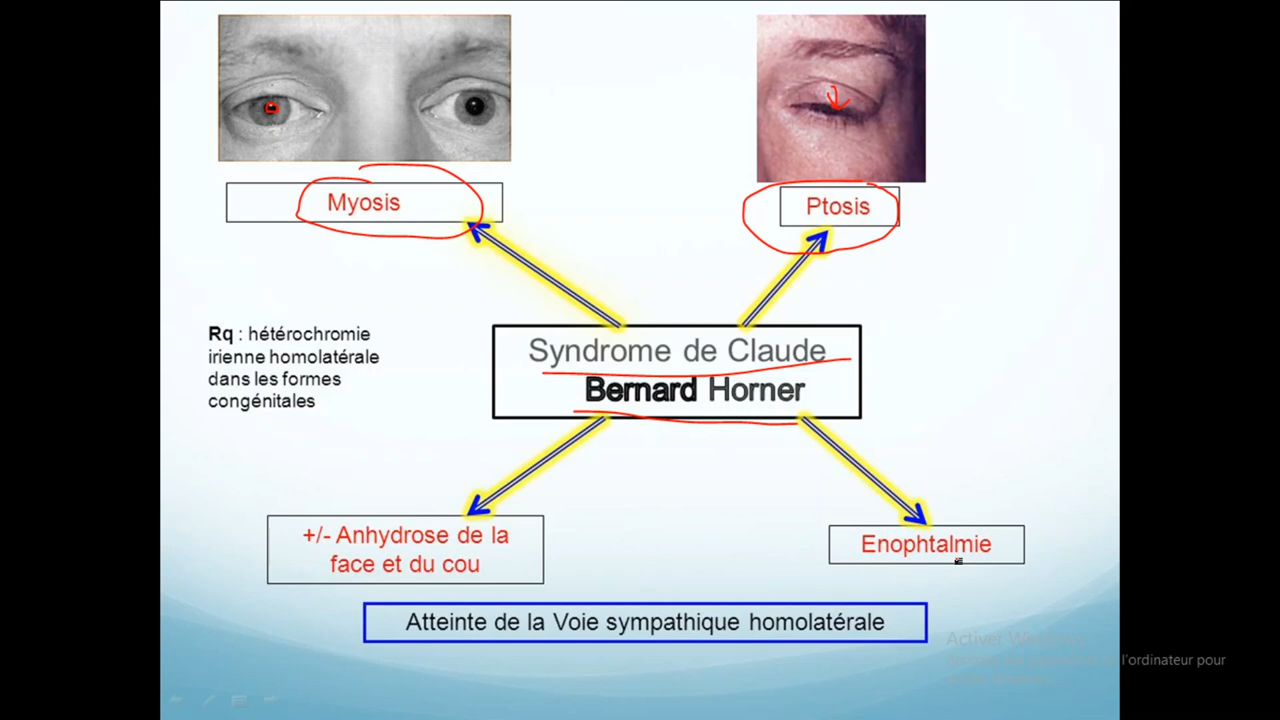 Myosis
Ptosis
Rq : hétérochromie
irienne homolatérale
dans les formes
congénitales
Syndrome de Claude
Bernard Horner
+/- Anhydrose de la
face et du cou
Enophtalmie
Atteinte de la Voie sympathique homolatérale
Activer Windows
l'ordinateur pour